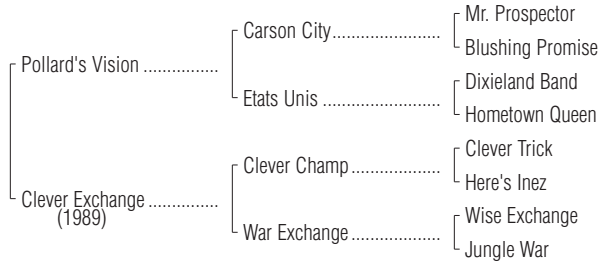 Mr. Prospector
Carson City
Blushing Promise
Pollard's Vision
Dixieland Band
Etats Unis
Hometown Queen
Clever Trick
Clever Champ
Here's Inez
Clever Exchange
(1989)
Wise Exchange
War Exchange
Jungle War